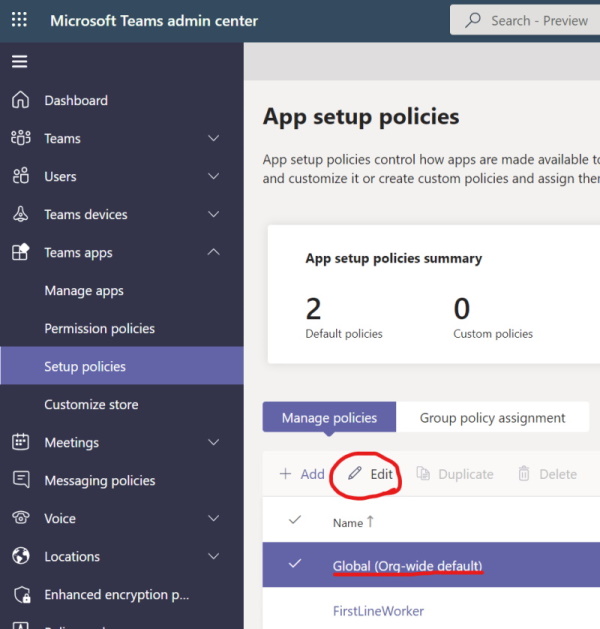 Microsoft Teams admin center
Search - Preview
Dashboard
Teams
Users
Teams devices
Teams apps
Manage apps
Permission policies
Setup policies
Customize store
Meetings
Messaging policies
Voice
Locations
Enhanced encryption p...
App setup policies
App setup policies control how apps are made available to
and customize it or create custom policies and assign them
App setup policies summary
2
0
Default policies
Custom policies
Manage policies
Group policy assignment
+ Add
Edit
Duplicate
Delete
Name ↑
Global (Org-wide default)
FirstLineWorker